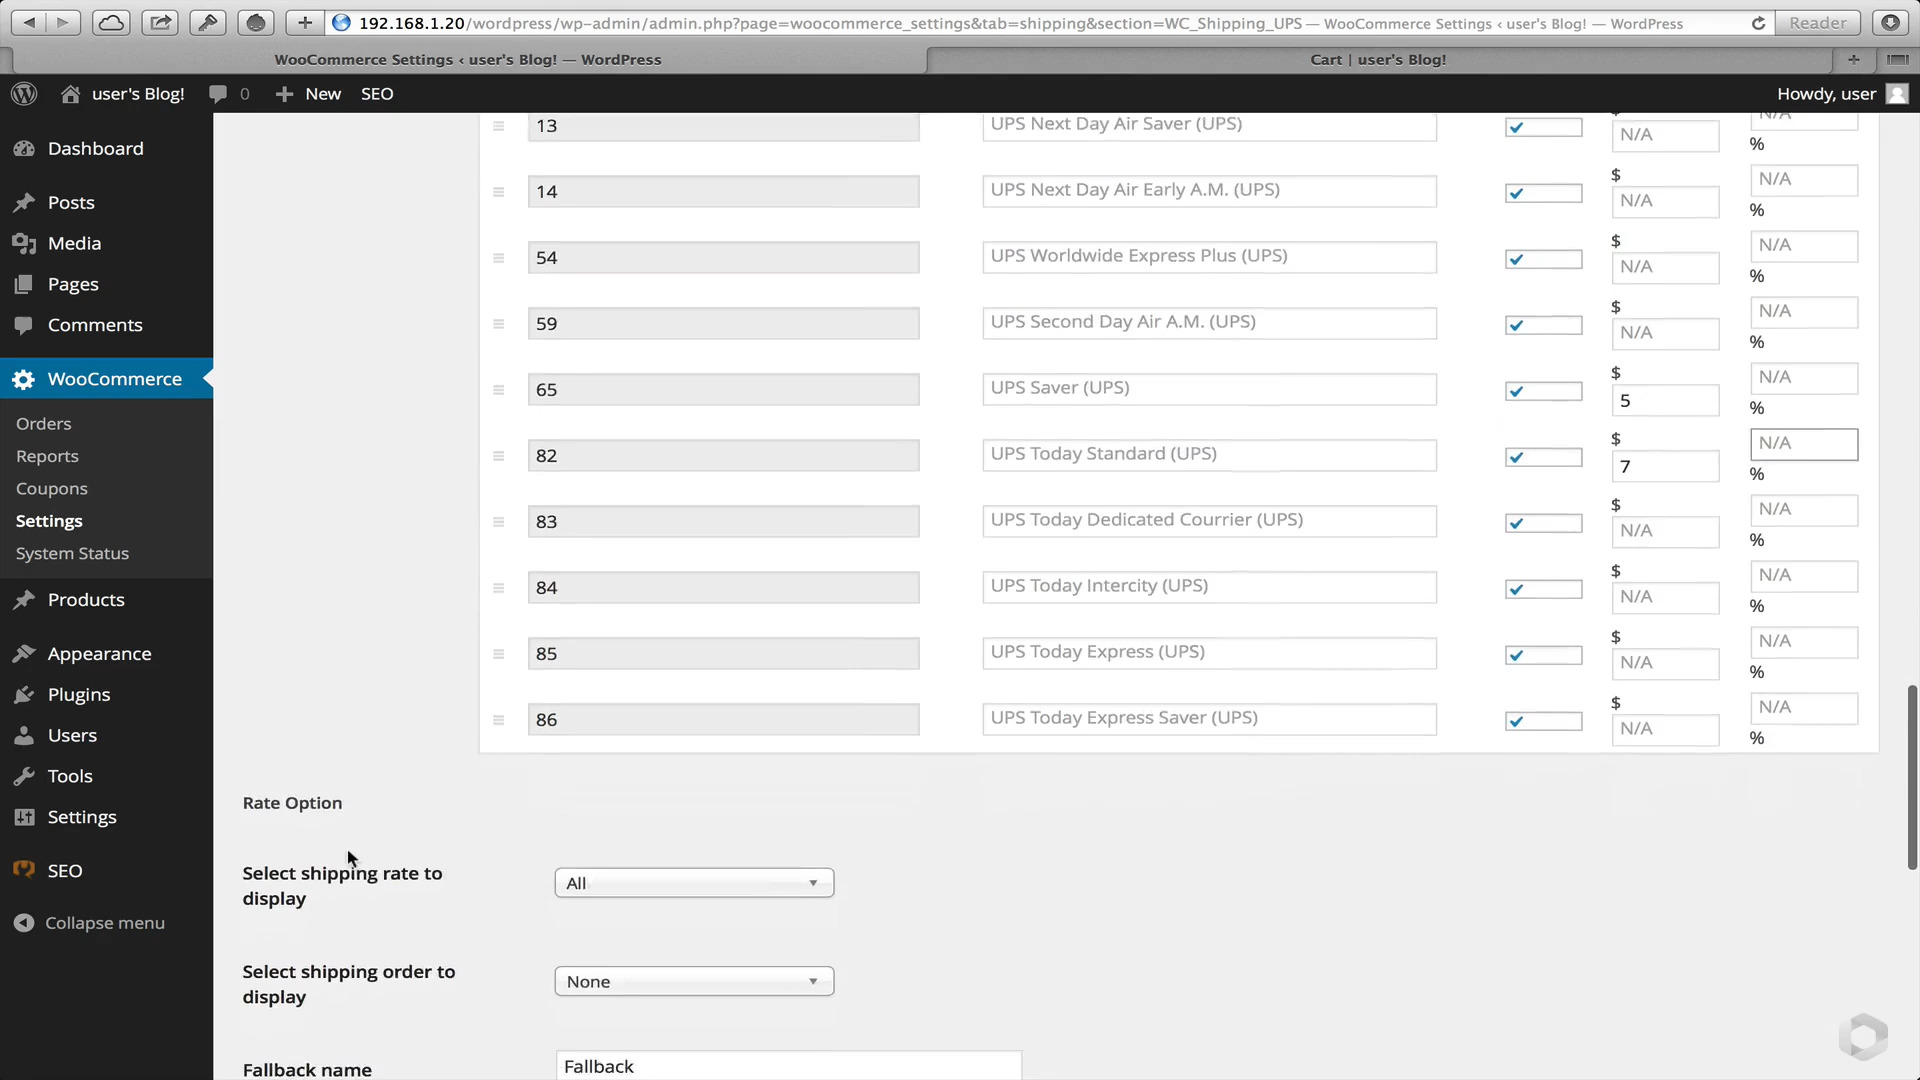 192.168.1.20/wordpress/wp-admin/admin.php?page=woocommerce_settings&tab=shipping&section=WC_Shipping_UPS — WooCommerce Settings ‹ user's Blog! — WordPress
Reader
WooCommerce Settings ‹ user's Blog! — WordPress
Cart | user's Blog!
user's Blog!
0
New
SEO
Howdy, user
Dashboard
Posts
Media
Pages
Comments
WooCommerce
Orders
Reports
Coupons
Settings
System Status
Products
Appearance
Plugins
Users
Tools
Settings
SEO
Collapse menu
13 UPS Next Day Air Saver (UPS) $ N/A N/A %
14 UPS Next Day Air Early A.M. (UPS) $ N/A N/A %
54 UPS Worldwide Express Plus (UPS) $ N/A N/A %
59 UPS Second Day Air A.M. (UPS) $ N/A N/A %
65 UPS Saver (UPS) $ 5 N/A %
82 UPS Today Standard (UPS) $ 7 N/A %
83 UPS Today Dedicated Courrier (UPS) $ N/A N/A %
84 UPS Today Intercity (UPS) $ N/A N/A %
85 UPS Today Express (UPS) $ N/A N/A %
86 UPS Today Express Saver (UPS) $ N/A N/A %
Rate Option
Select shipping rate to
display
All
Select shipping order to
display
None
Fallback name
Fallback